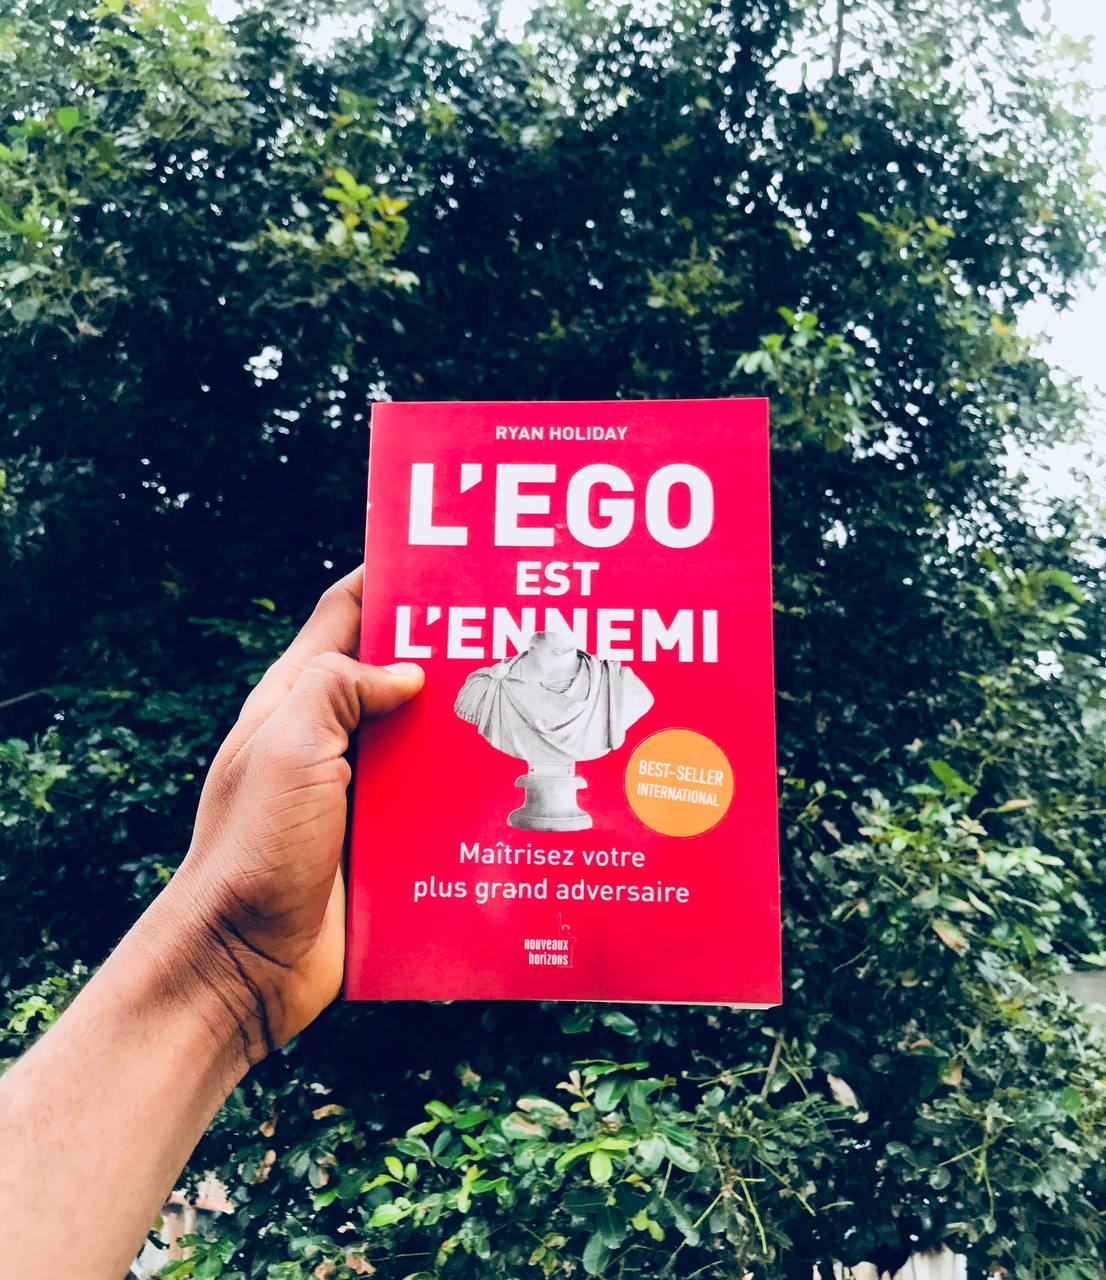 RYAN HOLIDAY
L'EGO
EST
L'ENNEMI
BEST-SELLER
INTERNATIONAL
Maîtrisez votre
plus grand adversaire
nouveaux
horizons